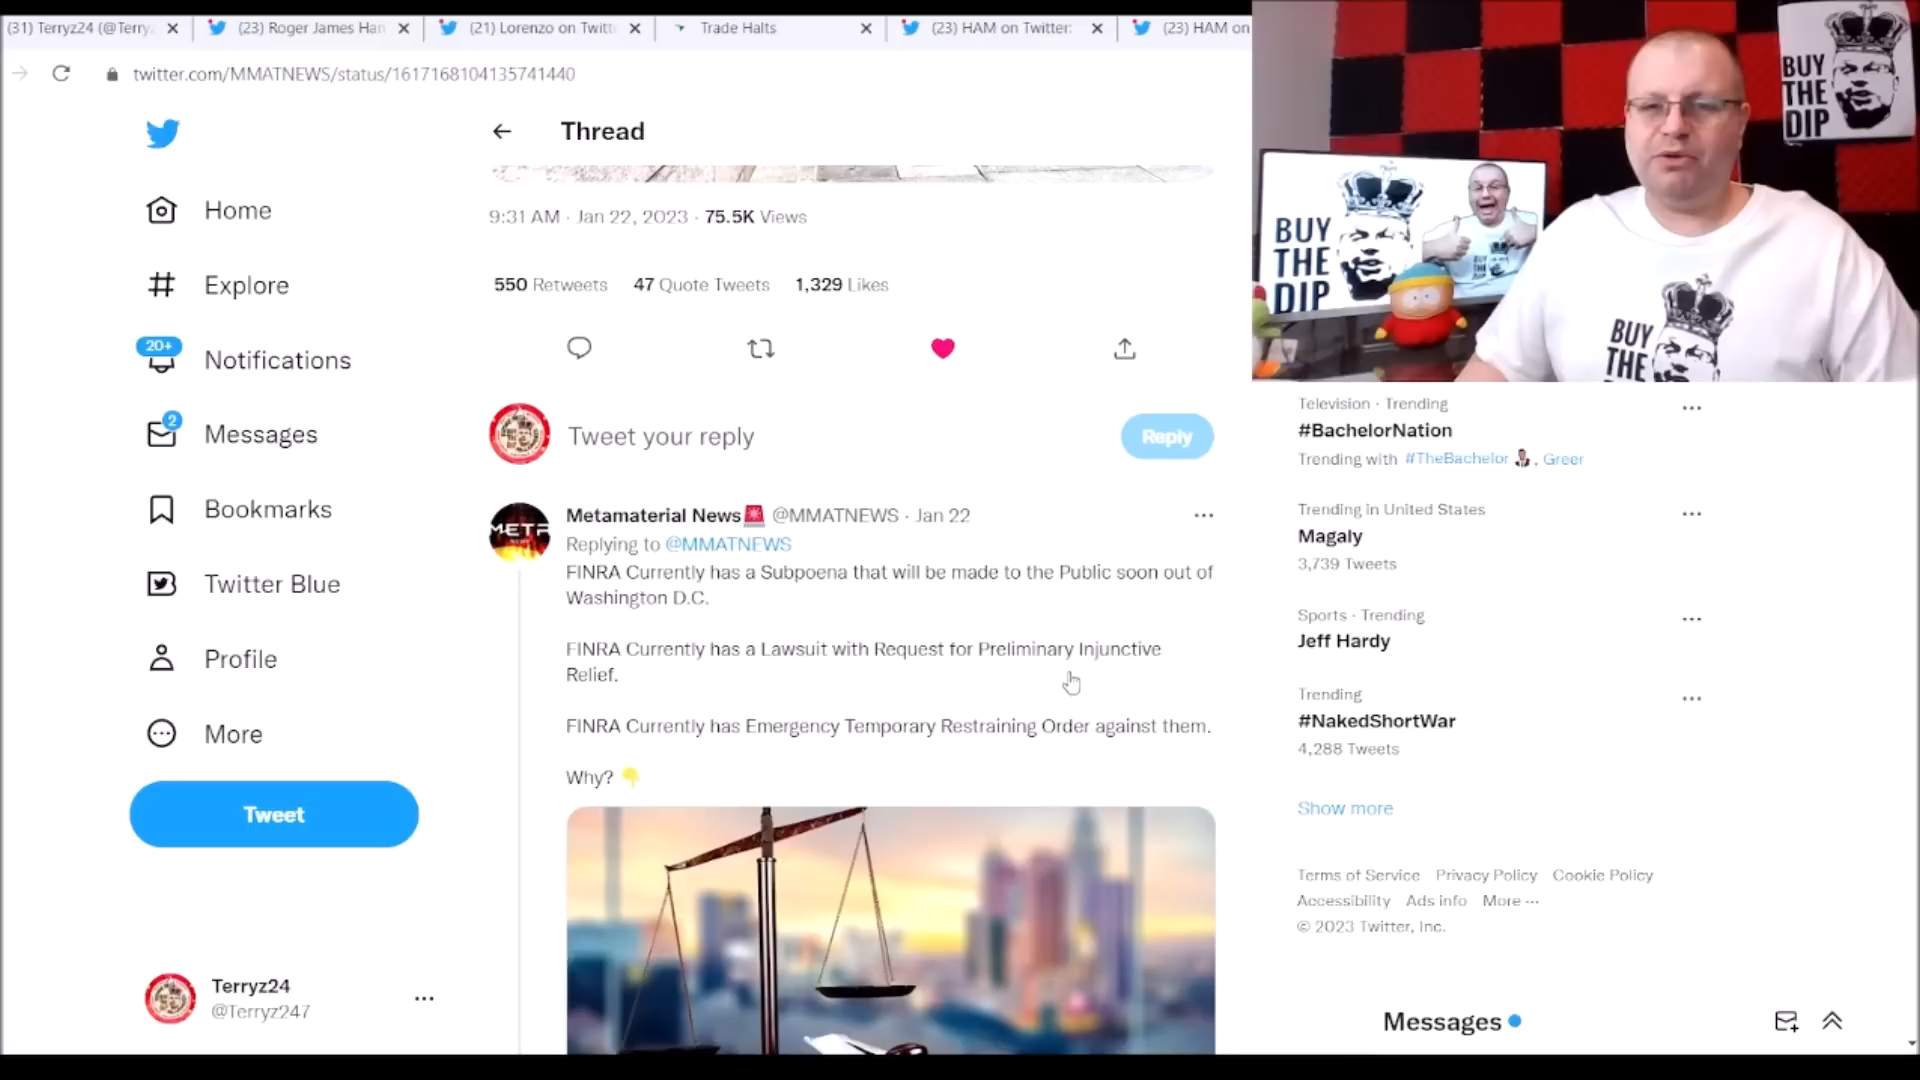 (31) Terryz24 (@Terry
(23) Roger James Ham
(21) Lorenzo on Twitt
Trade Halts
(23) HAM on Twitter:
(23) HAM on
twitter.com/MMATNEWS/status/1617168104135741440
Thread
Home
Explore
20+
Notifications
2
Messages
Bookmarks
Twitter Blue
Profile
More
Tweet
Terryz24
@Terryz247
9:31 AM · Jan 22, 2023 · 75.5K Views
550 Retweets 47 Quote Tweets 1,329 Likes
Tweet your reply
Reply
Metamaterial News @MMATNEWS · Jan 22
Replying to @MMATNEWS
FINRA Currently has a Subpoena that will be made to the Public soon out of
Washington D.C.
FINRA Currently has a Lawsuit with Request for Preliminary Injunctive
Relief.
FINRA Currently has Emergency Temporary Restraining Order against them.
Why?
BUY
THE
DIP
BUY
THE
DIP
BUY
THE
Television · Trending
#BachelorNation
Trending with #TheBachelor , Greer
Trending in United States
Magaly
3,739 Tweets
Sports · Trending
Jeff Hardy
Trending
#NakedShortWar
4,288 Tweets
Show more
Terms of Service Privacy Policy Cookie Policy
Accessibility Ads info More ···
© 2023 Twitter, Inc.
Messages